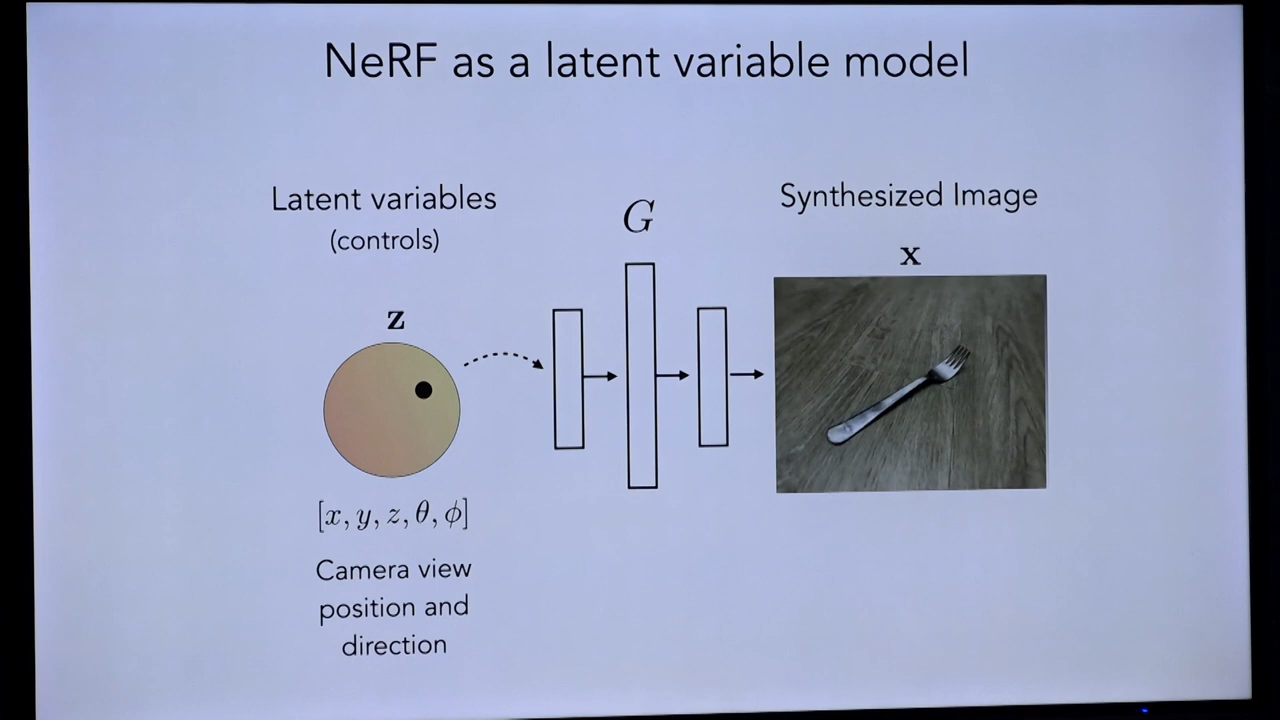 NeRF as a latent variable model
Latent variables
(controls)
z
[x, y, z, θ, ϕ]
Camera view
position and
direction
G
Synthesized Image
x